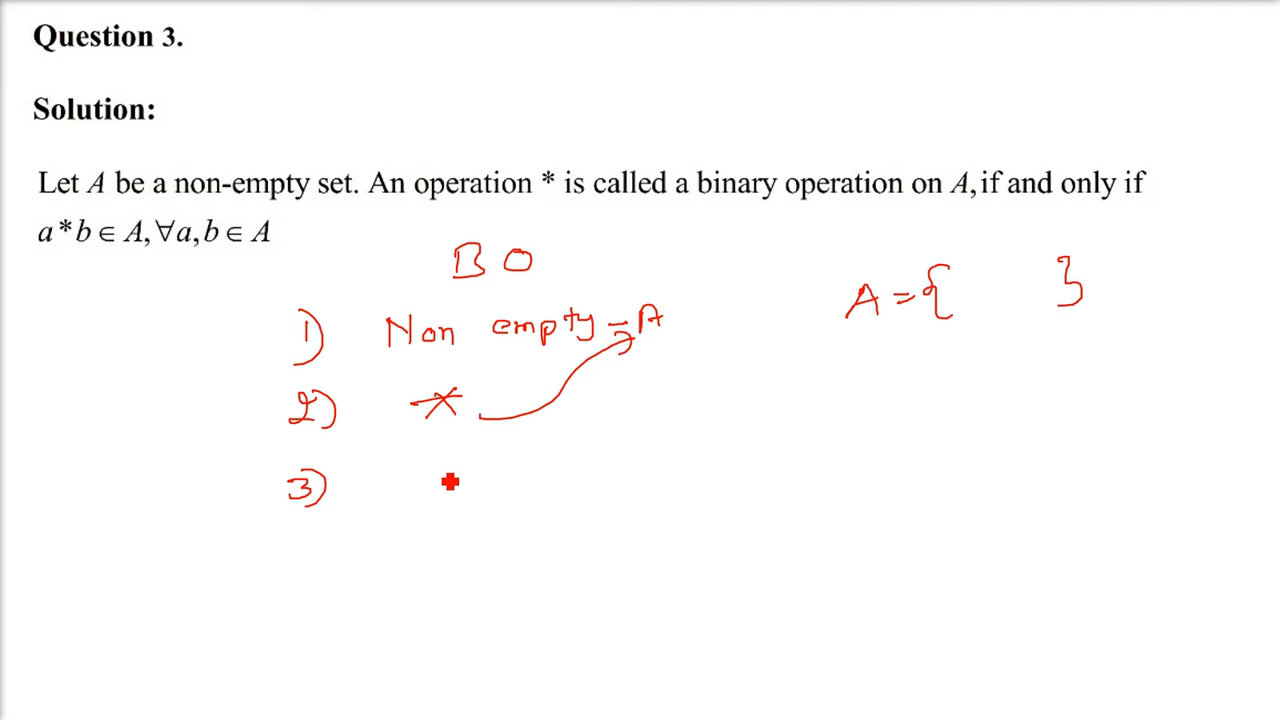 Question 3.
Solution:
Let A be a non-empty set. An operation * is called a binary operation on A, if and only if
a * b ∈ A, ∀a, b ∈ A
B O
A = { }
1) Non empty = A
2) *
3)